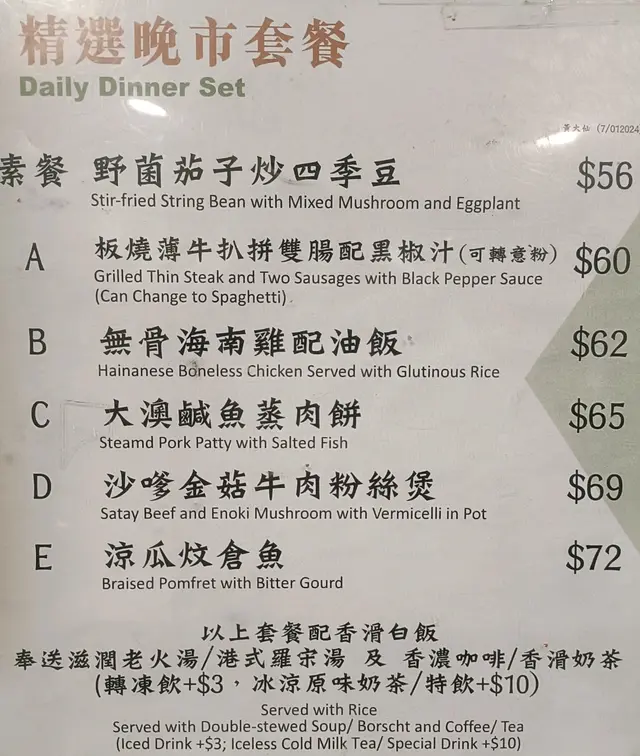 精選晚市套餐
Daily Dinner Set
黃大仙 (7/012024
素餐 野菌茄子炒四季豆 $56
Stir-fried String Bean with Mixed Mushroom and Eggplant
A 板燒薄牛扒拼雙腸配黑椒汁(可轉意粉) $60
Grilled Thin Steak and Two Sausages with Black Pepper Sauce
(Can Change to Spaghetti)
B 無骨海南雞配油飯 $62
Hainanese Boneless Chicken Served with Glutinous Rice
C 大澳鹹魚蒸肉餅 $65
Steamd Pork Patty with Salted Fish
D 沙嗲金菇牛肉粉絲煲 $69
Satay Beef and Enoki Mushroom with Vermicelli in Pot
E 涼瓜炆倉魚 $72
Braised Pomfret with Bitter Gourd
以上套餐配香滑白飯
奉送滋潤老火湯/港式羅宋湯 及 香濃咖啡/香滑奶茶
(轉凍飲+$3，冰涼原味奶茶/特飲+$10)
Served with Rice
Served with Double-stewed Soup/ Borscht and Coffee/ Tea
(Iced Drink +$3; Iceless Cold Milk Tea/ Special Drink +$10)